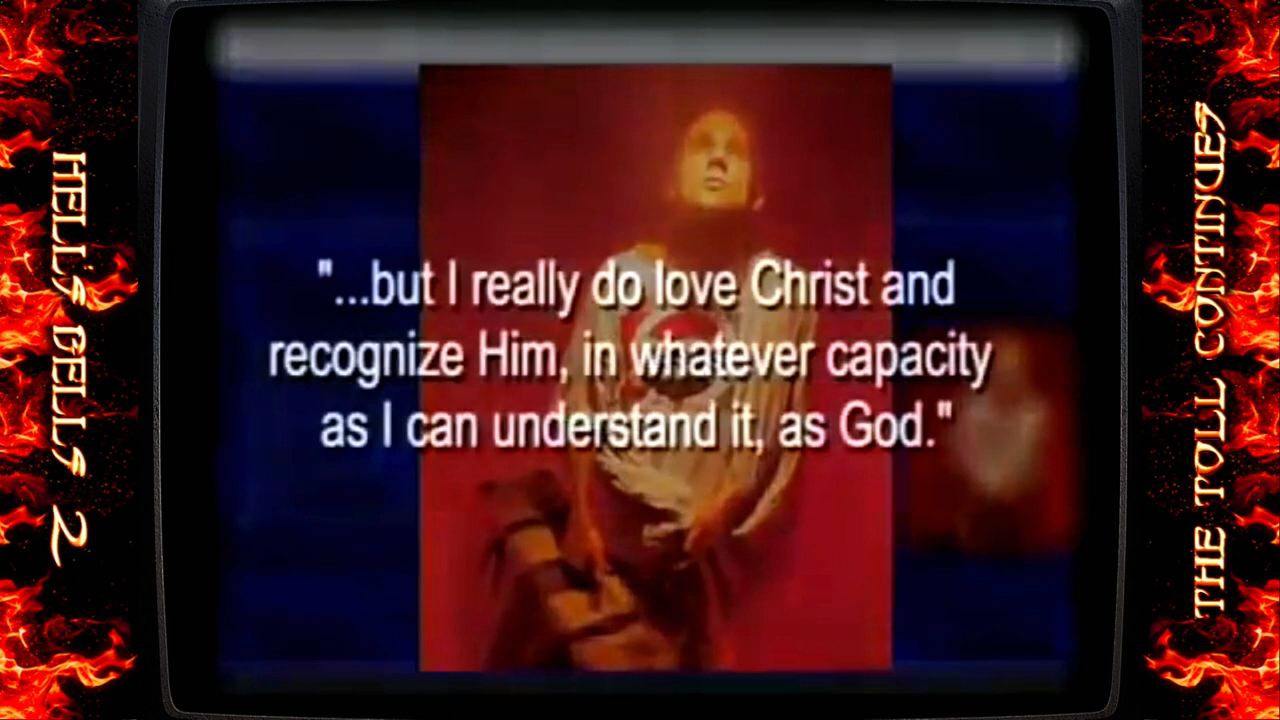 HELL'S BELLS 2
"...but I really do love Christ and
recognize Him, in whatever capacity
as I can understand it, as God."
THE TOLL CONTINUES